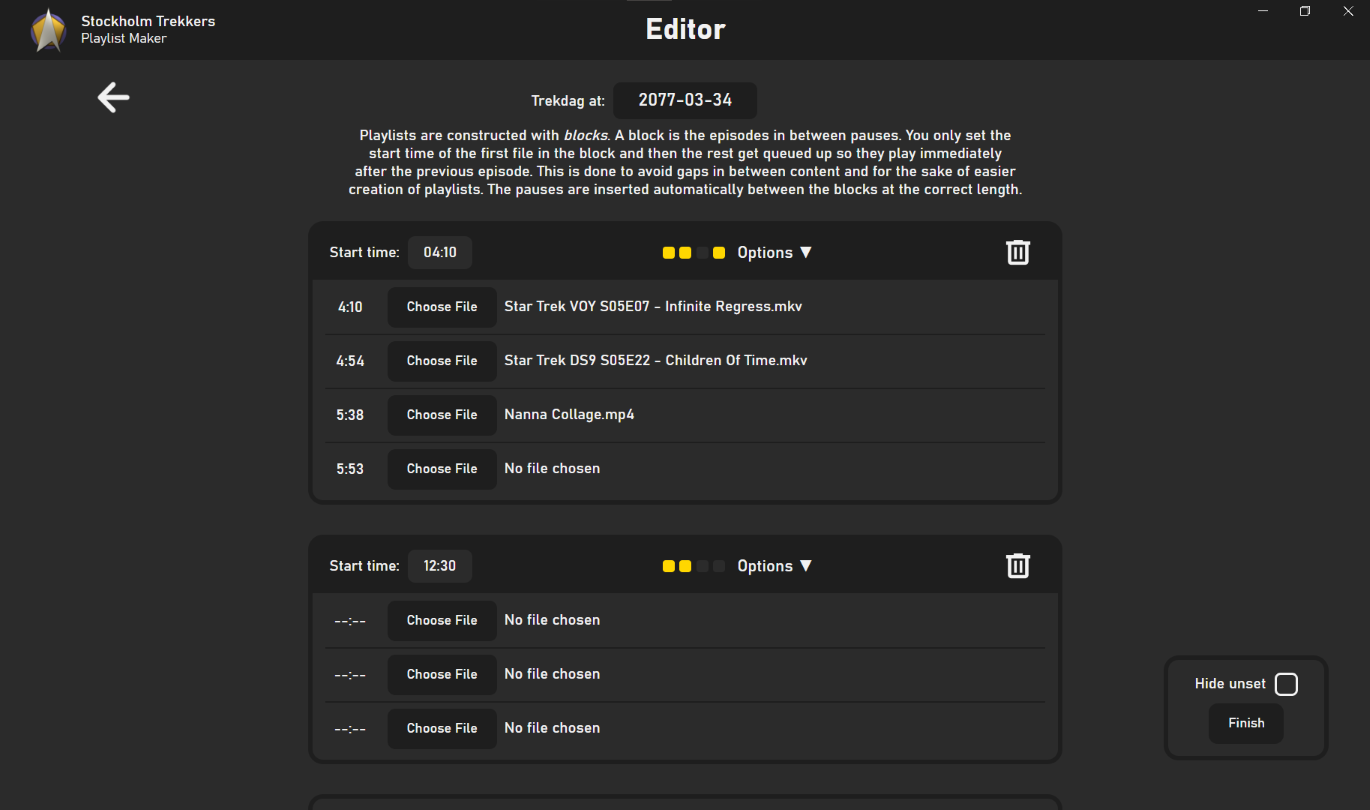 Stockholm Trekkers
Playlist Maker
Editor
Trekdag at: 2077-03-34
Playlists are constructed with blocks. A block is the episodes in between pauses. You only set the
start time of the first file in the block and then the rest get queued up so they play immediately
after the previous episode. This is done to avoid gaps in between content and for the sake of easier
creation of playlists. The pauses are inserted automatically between the blocks at the correct length.
Start time: 04:10 Options ▼
4:10 Choose File Star Trek VOY S05E07 - Infinite Regress.mkv
4:54 Choose File Star Trek DS9 S05E22 - Children Of Time.mkv
5:38 Choose File Nanna Collage.mp4
5:53 Choose File No file chosen
Start time: 12:30 Options ▼
--:-- Choose File No file chosen
--:-- Choose File No file chosen
--:-- Choose File No file chosen
Hide unset
Finish